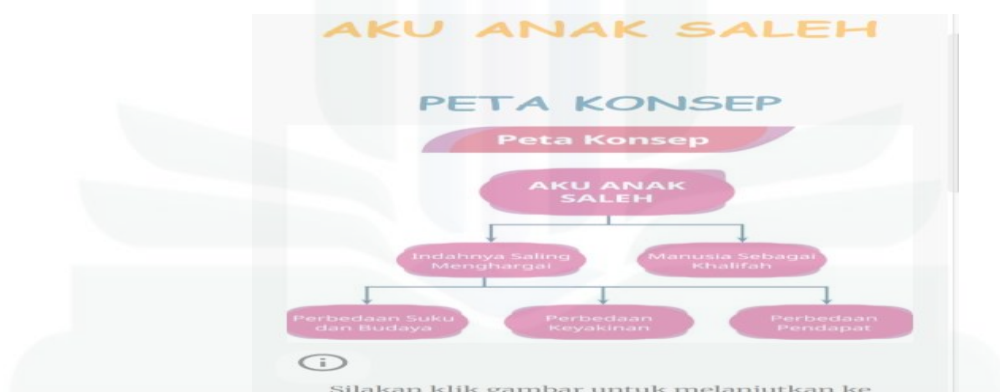 AKU ANAK SALEH
PETA KONSEP
Peta Konsep
AKU ANAK
SALEH
Indahnya Saling
Menghargai
Manusia Sebagai
Khalifah
Perbedaan Suku
dan Budaya
Perbedaan
Keyakinan
Perbedaan
Pendapat
i
Silakan klik gambar untuk melanjutkan ke